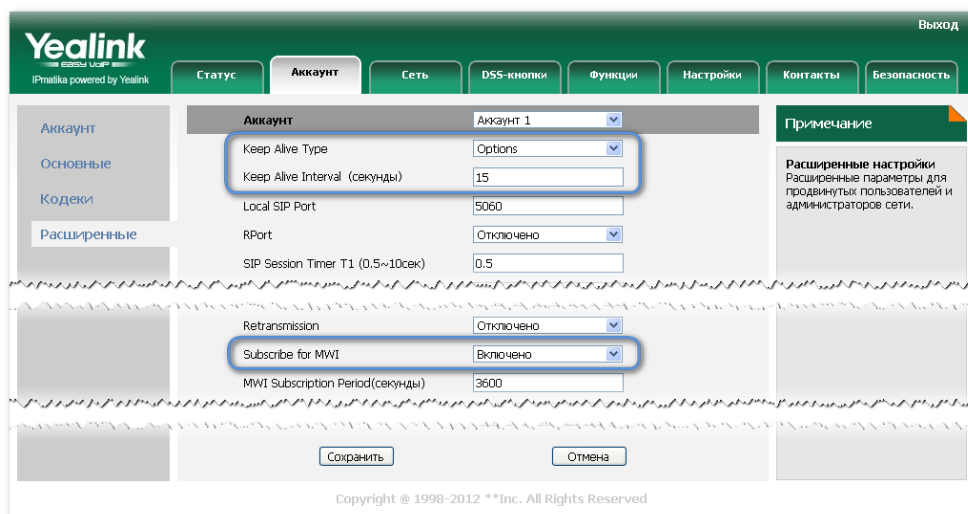 Выход
Yealink
EASY VoIP
IPmatika powered by Yealink
Статус
Аккаунт
Сеть
DSS-кнопки
Функции
Настройки
Контакты
Безопасность
Аккаунт
Основные
Кодеки
Расширенные
Аккаунт Аккаунт 1
Keep Alive Type Options
Keep Alive Interval (секунды) 15
Local SIP Port 5060
RPort Отключено
SIP Session Timer T1 (0.5~10сек) 0.5
Retransmission Отключено
Subscribe for MWI Включено
MWI Subscription Period(секунды) 3600
Сохранить
Отмена
Примечание
Расширенные настройки
Расширенные параметры для
продвинутых пользователей и
администраторов сети.
Copyright @ 1998-2012 **Inc. All Rights Reserved